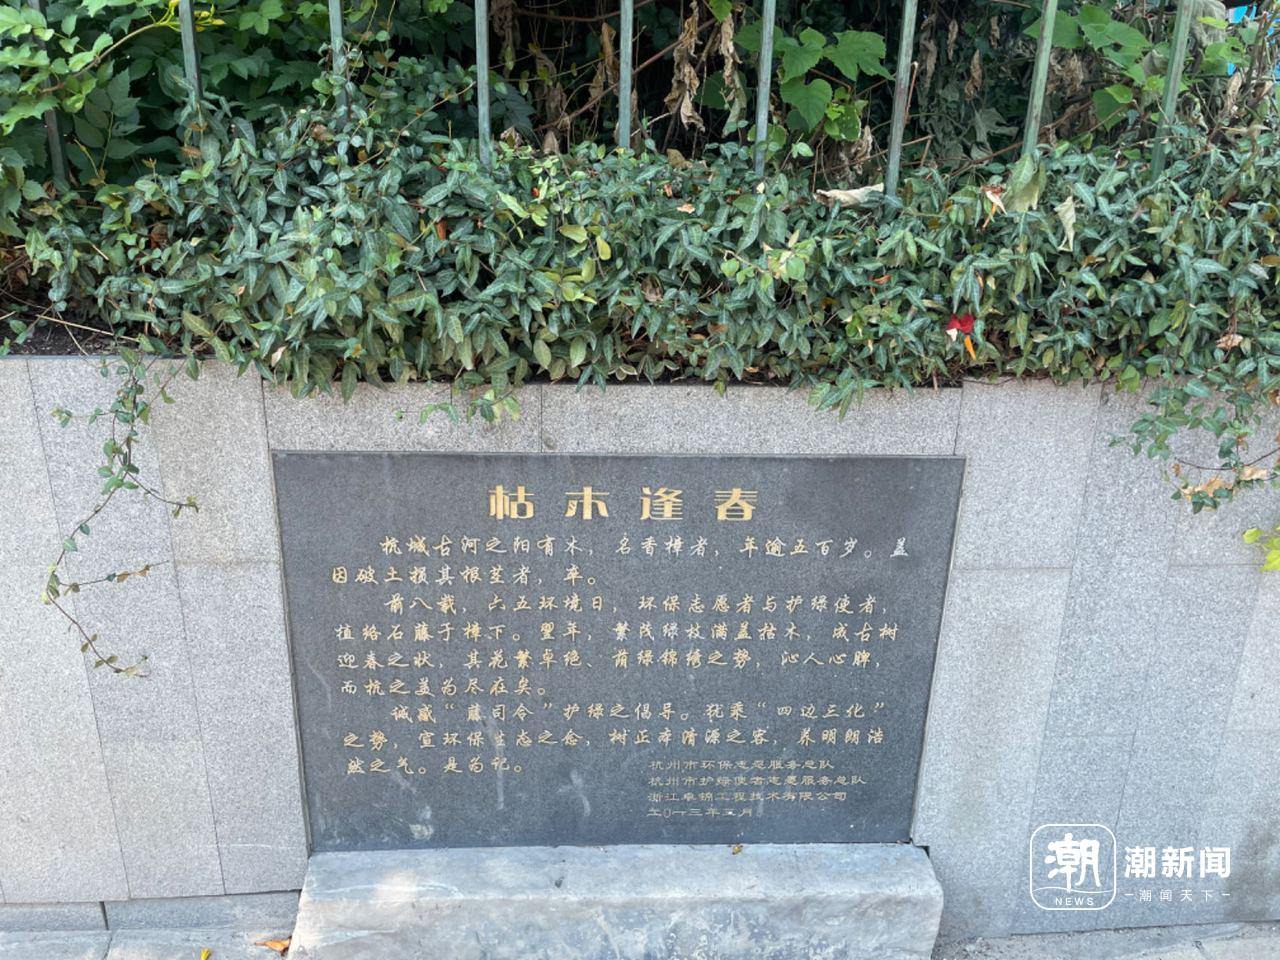 枯木逢春
杭城古河之阳有木，名香樟者，年逾五百岁。盖
因破土损其根茎者，卒。
前八载，六五环境日，环保志愿者与护绿使者，
植络石藤于樟下。翌年，繁茂绿枝满盖枯木，成古树
迎春之状，其花繁卓绝、荫绿锦绣之势，沁人心脾，
而杭之美为尽在矣。
诚感“藤司令”护绿之倡导。犹乘“四边三化”
之势，宣环保生态之念，树正本清源之客，养明朗浩
然之气。是为记。
杭州市环保志愿服务总队
杭州市护绿使者志愿服务总队
浙江卓锦工程技术有限公司
二〇一三年三月
潮
NEWS
潮新闻
潮闻天下